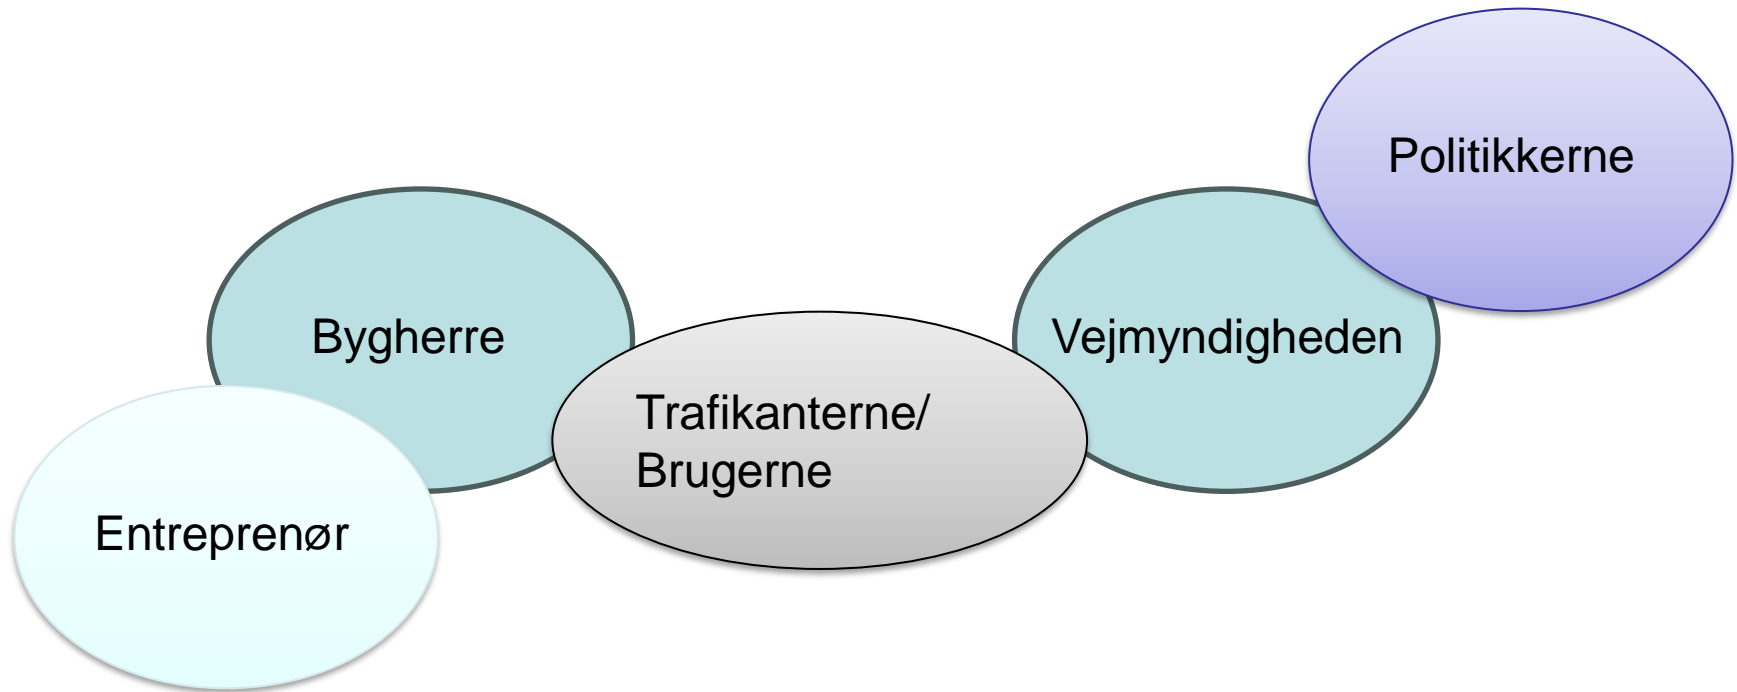 Politikkerne
Bygherre
Vejmyndigheden
Trafikanterne/
Brugerne
Entreprenør